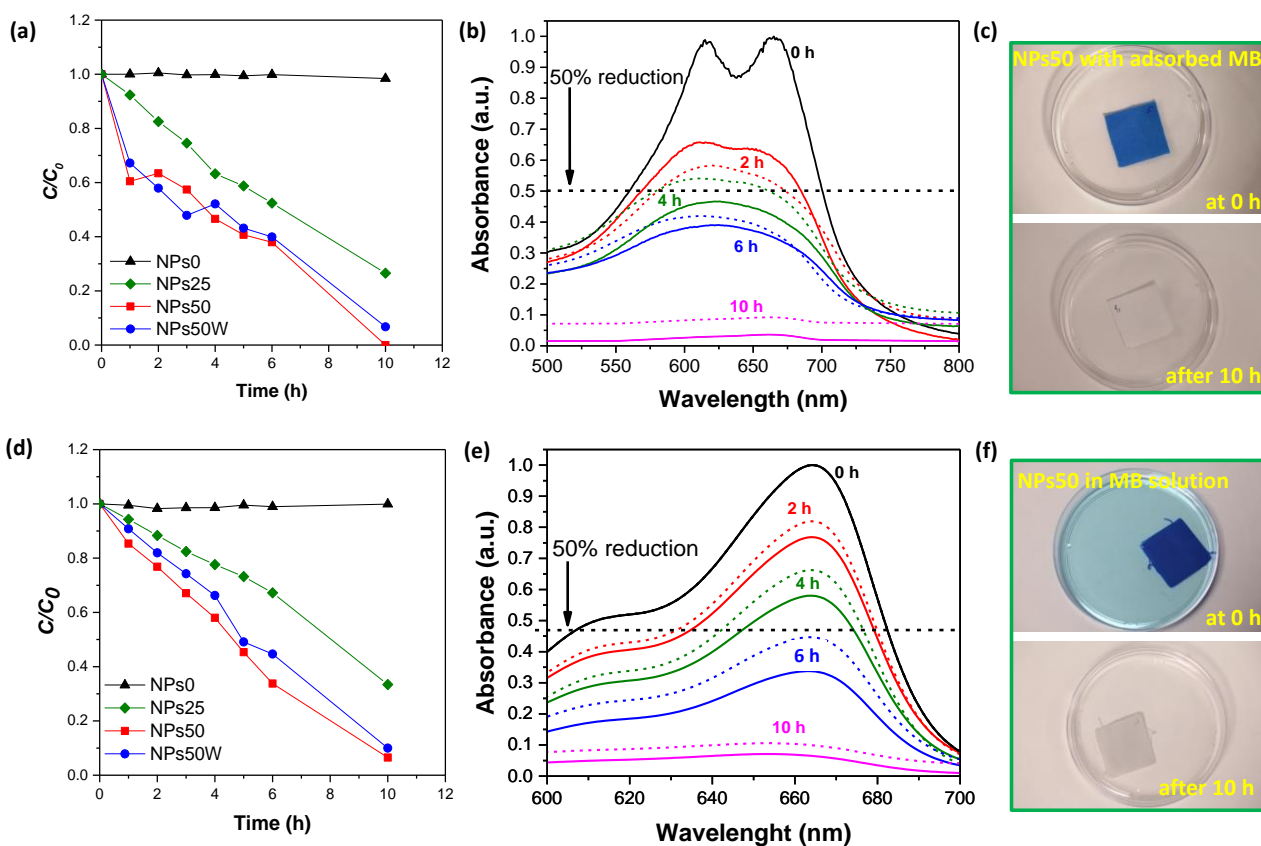 (a)
1.2
1.0
0.8
0.6
0.4
0.2
0.0
C/C0
NPs0
NPs25
NPs50
NPs50W
0 2 4 6 8 10 12
Time (h)
(b)
1.0
0.9
0.8
0.7
0.6
0.5
0.4
0.3
0.2
0.1
0.0
Absorbance (a.u.)
50% reduction
0 h
2 h
4 h
6 h
10 h
500 550 600 650 700 750 800
Wavelength (nm)
(c)
NPs50 with adsorbed MB
at 0 h
after 10 h
(d)
1.2
1.0
0.8
0.6
0.4
0.2
0.0
C/C0
NPs0
NPs25
NPs50
NPs50W
0 2 4 6 8 10 12
Time (h)
(e)
1.0
0.9
0.8
0.7
0.6
0.5
0.4
0.3
0.2
0.1
0.0
Absorbance (a.u.)
50% reduction
0 h
2 h
4 h
6 h
10 h
600 620 640 660 680 700
Wavelenght (nm)
(f)
NPs50 in MB solution
at 0 h
after 10 h